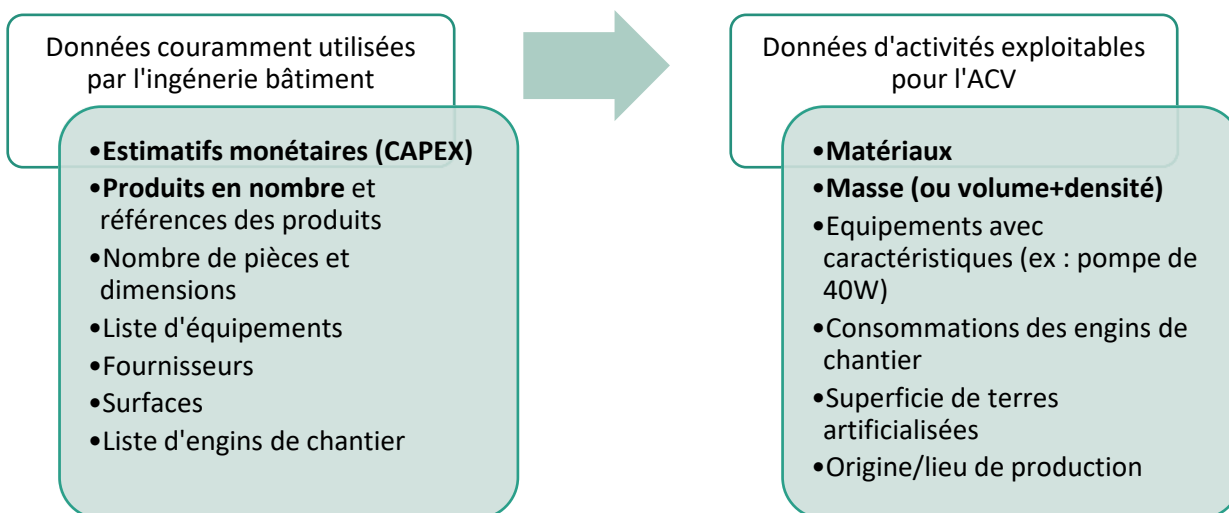 Données couramment utilisées
par l'ingénerie bâtiment
•Estimatifs monétaires (CAPEX)
•Produits en nombre et
références des produits
•Nombre de pièces et
dimensions
•Liste d'équipements
•Fournisseurs
•Surfaces
•Liste d'engins de chantier
Données d'activités exploitables
pour l'ACV
•Matériaux
•Masse (ou volume+densité)
•Equipements avec
caractéristiques (ex : pompe de
40W)
•Consommations des engins de
chantier
•Superficie de terres
artificialisées
•Origine/lieu de production